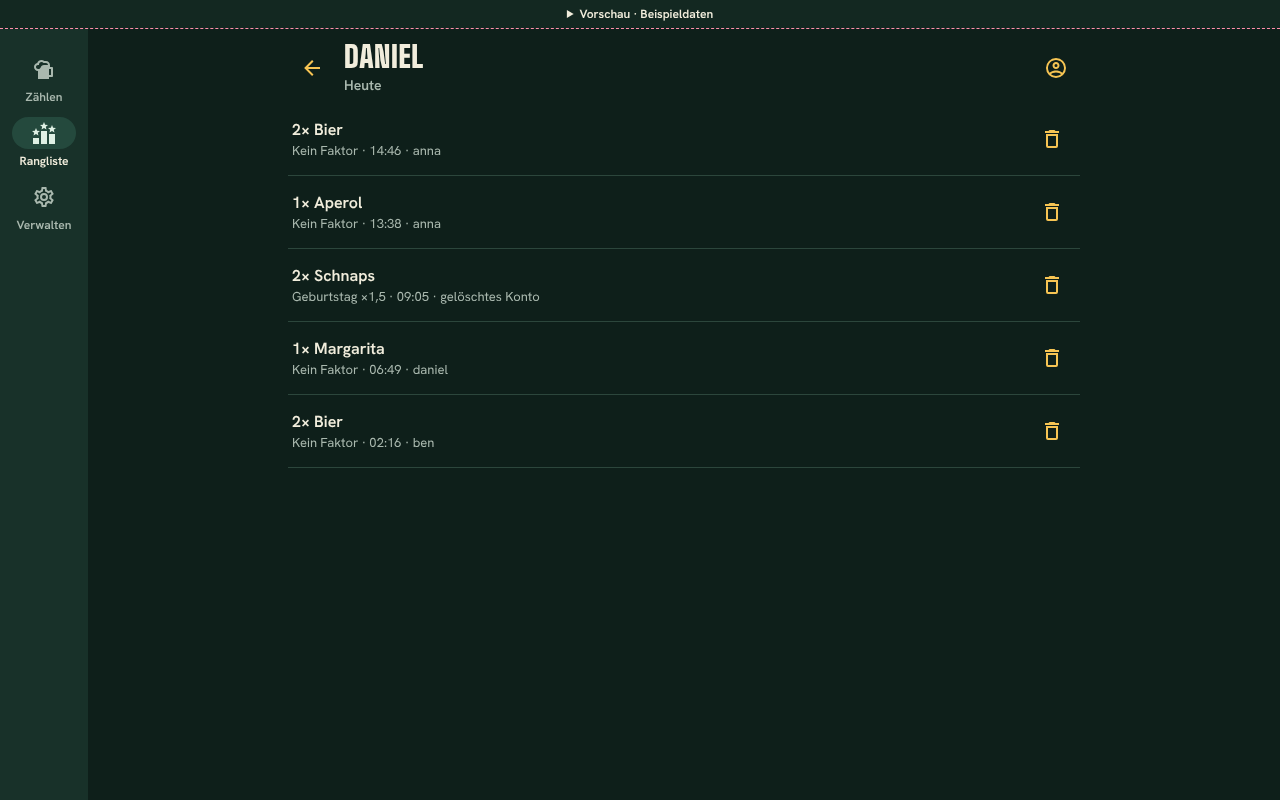 ▶ Vorschau · Beispieldaten
Zählen
Rangliste
Verwalten
DANIEL
Heute
2× Bier
Kein Faktor · 14:46 · anna
1× Aperol
Kein Faktor · 13:38 · anna
2× Schnaps
Geburtstag ×1,5 · 09:05 · gelöschtes Konto
1× Margarita
Kein Faktor · 06:49 · daniel
2× Bier
Kein Faktor · 02:16 · ben